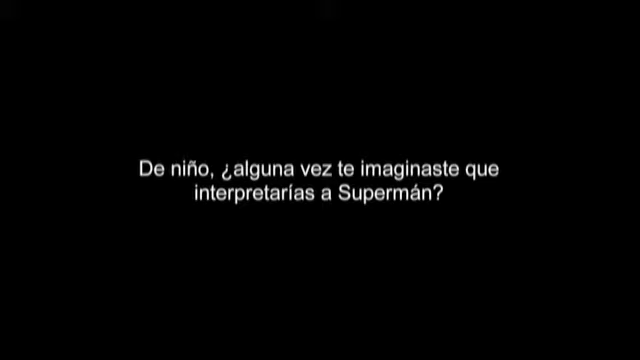 De niño, ¿alguna vez te imaginaste que
interpretarías a Supermán?